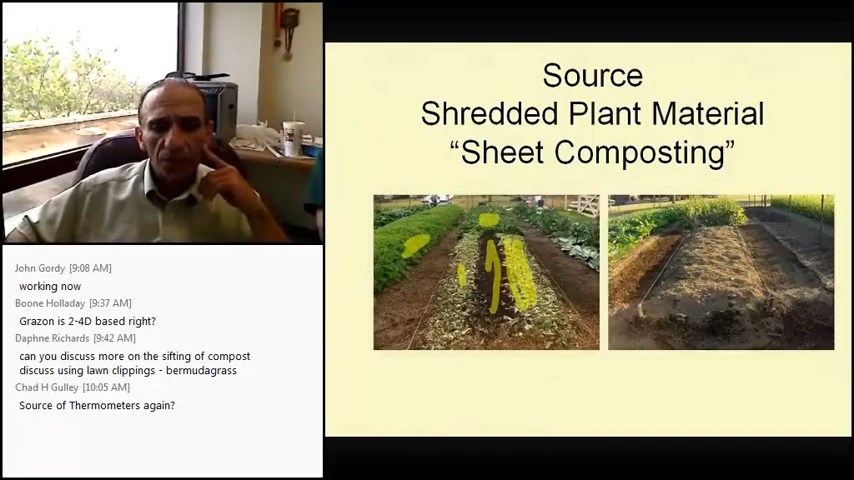 Source
Shredded Plant Material
“Sheet Composting”
John Gordy [9:08 AM]
working now
Boone Holladay [9:37 AM]
Grazon is 2-4D based right?
Daphne Richards [9:42 AM]
can you discuss more on the sifting of compost
discuss using lawn clippings - bermudagrass
Chad H Gulley [10:05 AM]
Source of Thermometers again?